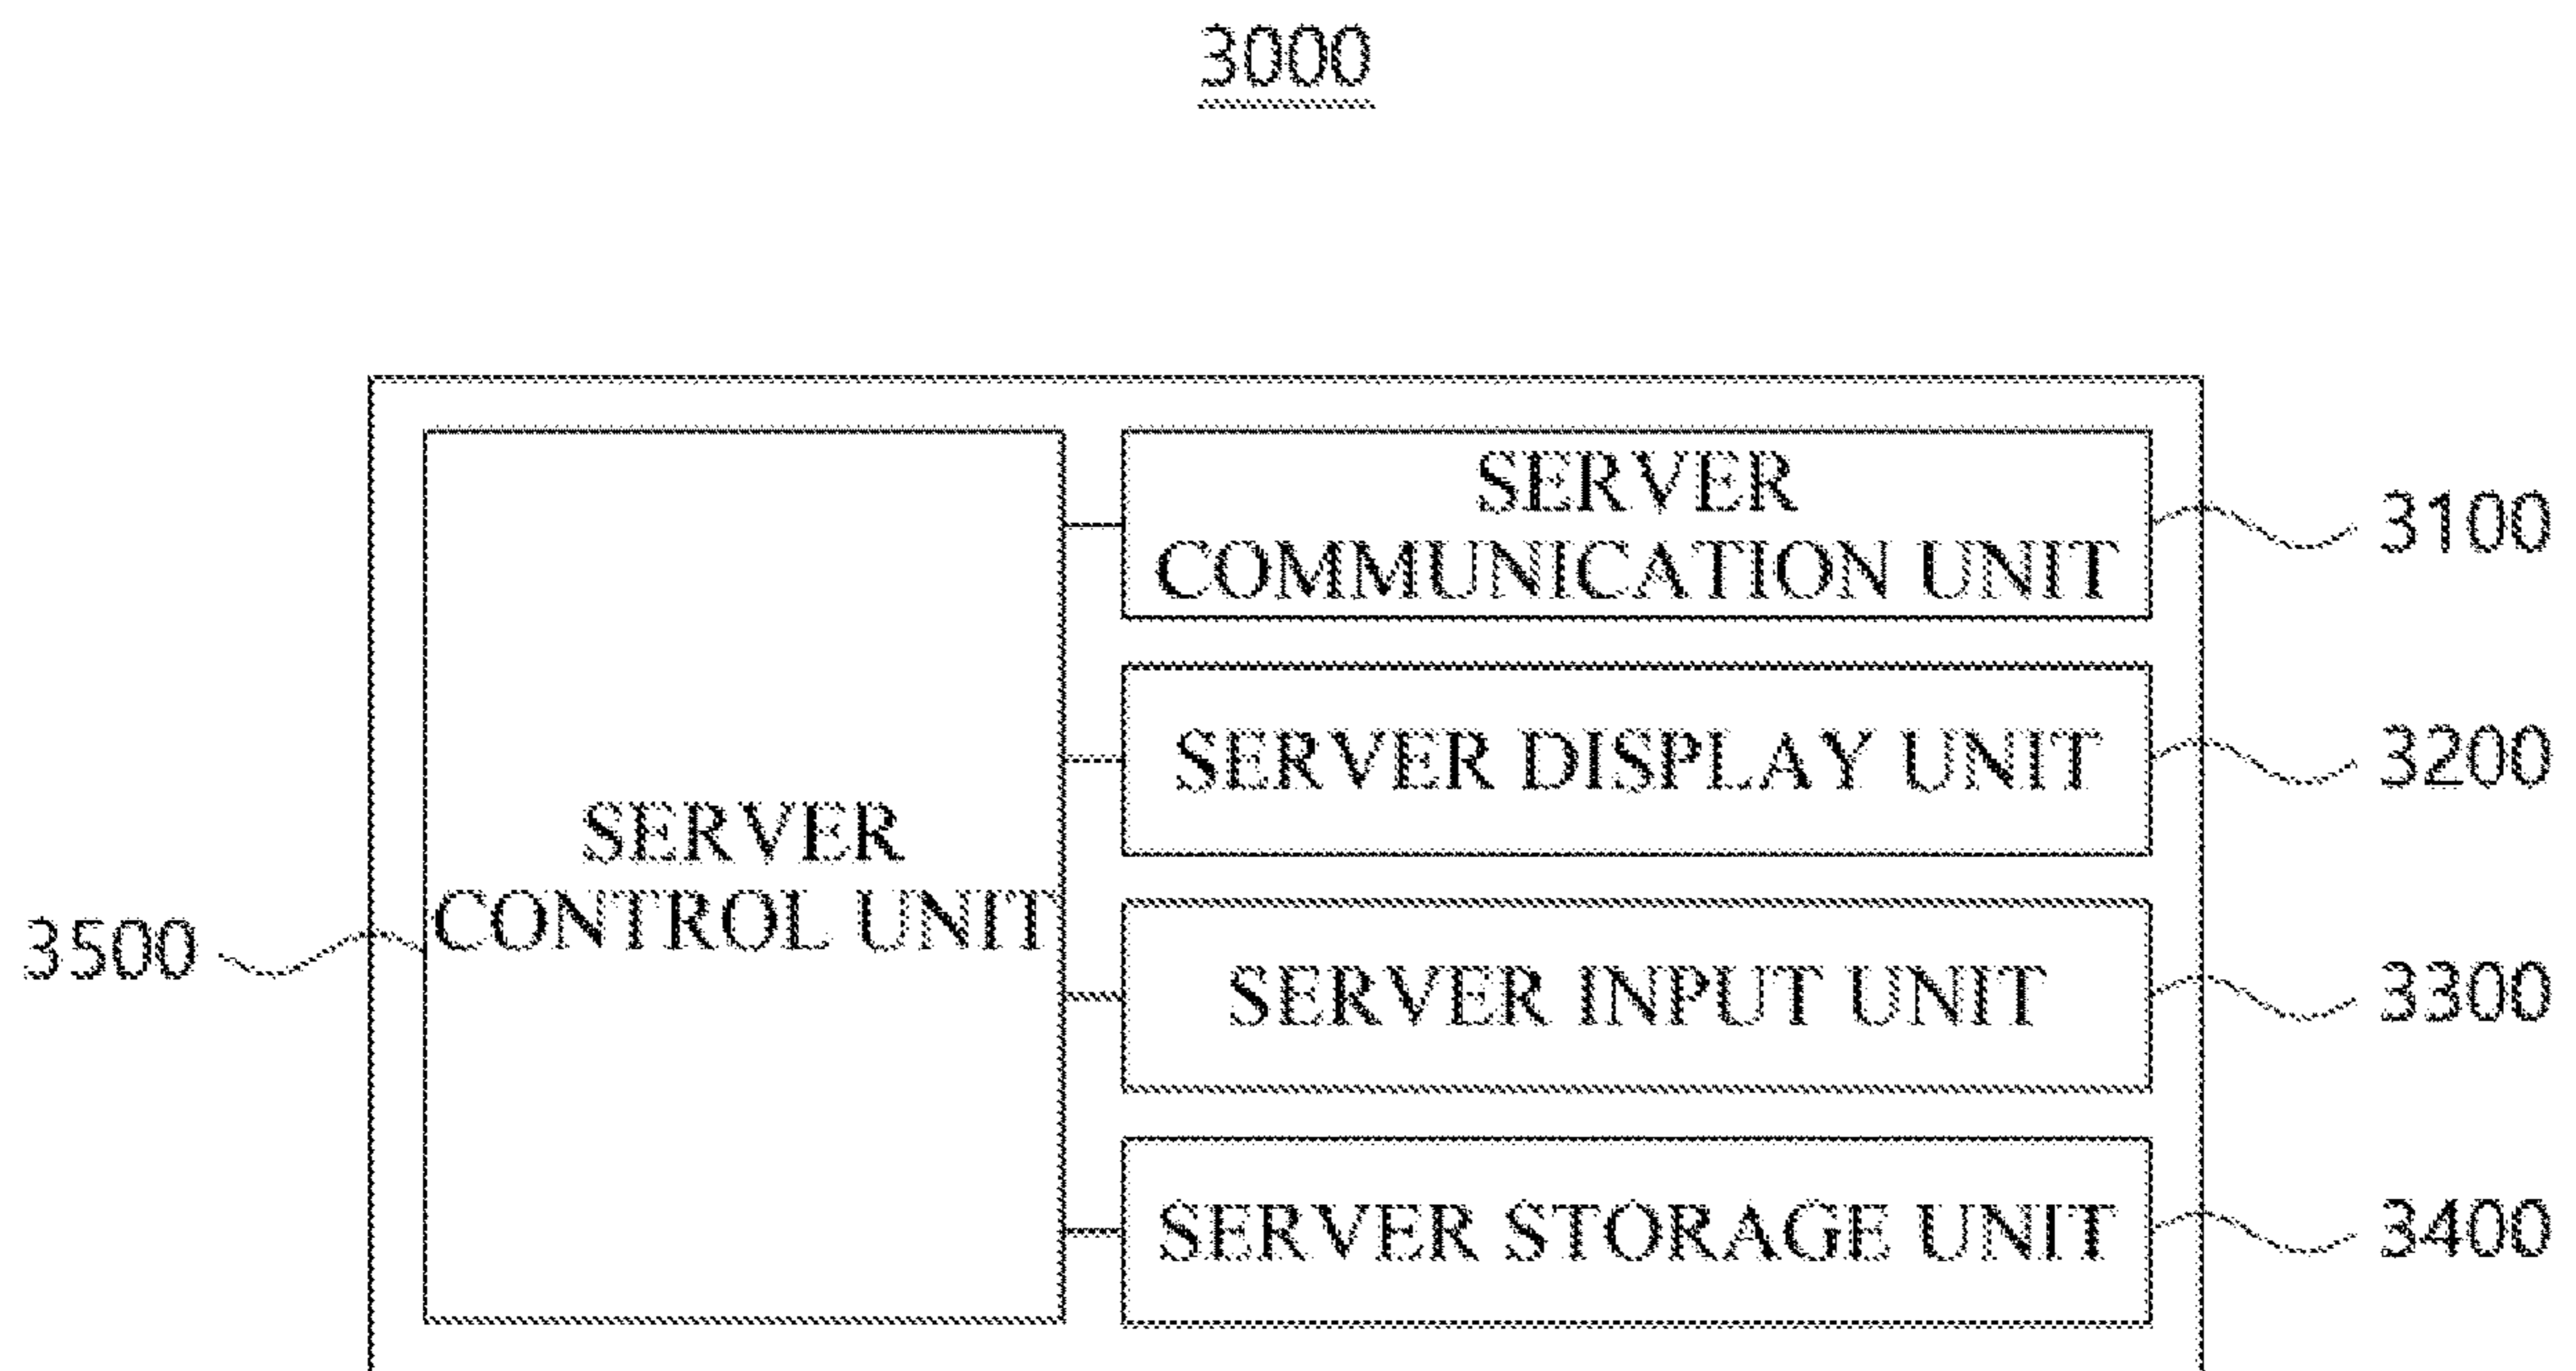 3000
SERVER
COMMUNICATION UNIT
3100
SERVER DISPLAY UNIT
3200
SERVER
CONTROL UNIT
3500
SERVER INPUT UNIT
3300
SERVER STORAGE UNIT
3400